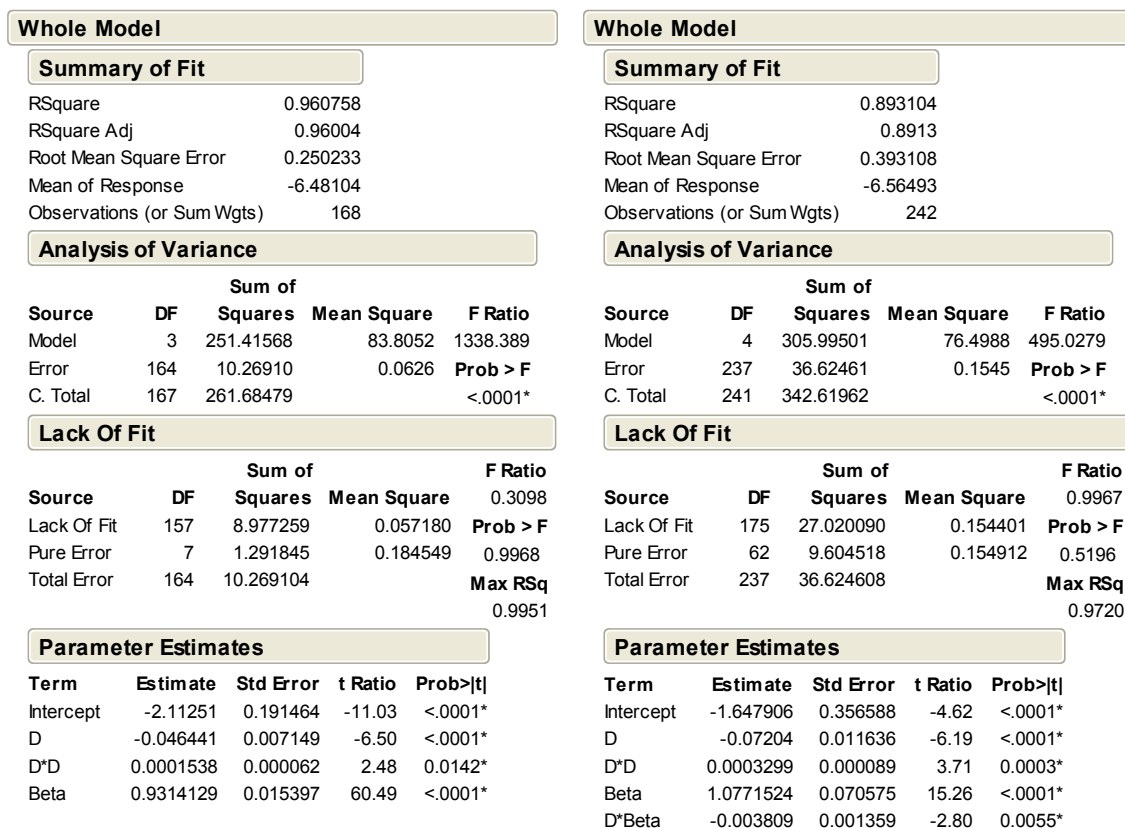 Whole Model
Summary of Fit
RSquare 0.960758
RSquare Adj 0.96004
Root Mean Square Error 0.250233
Mean of Response -6.48104
Observations (or Sum Wgts) 168
Analysis of Variance
Sum of
Source DF Squares Mean Square F Ratio
Model 3 251.41568 83.8052 1338.389
Error 164 10.26910 0.0626 Prob > F
C. Total 167 261.68479 <.0001*
Lack Of Fit
Sum of F Ratio
Source DF Squares Mean Square 0.3098
Lack Of Fit 157 8.977259 0.057180 Prob > F
Pure Error 7 1.291845 0.184549 0.9968
Total Error 164 10.269104 Max RSq
0.9951
Parameter Estimates
Term Estimate Std Error t Ratio Prob>|t|
Intercept -2.11251 0.191464 -11.03 <.0001*
D -0.046441 0.007149 -6.50 <.0001*
D*D 0.0001538 0.000062 2.48 0.0142*
Beta 0.9314129 0.015397 60.49 <.0001*
Whole Model
Summary of Fit
RSquare 0.893104
RSquare Adj 0.8913
Root Mean Square Error 0.393108
Mean of Response -6.56493
Observations (or Sum Wgts) 242
Analysis of Variance
Sum of
Source DF Squares Mean Square F Ratio
Model 4 305.99501 76.4988 495.0279
Error 237 36.62461 0.1545 Prob > F
C. Total 241 342.61962 <.0001*
Lack Of Fit
Sum of F Ratio
Source DF Squares Mean Square 0.9967
Lack Of Fit 175 27.020090 0.154401 Prob > F
Pure Error 62 9.604518 0.154912 0.5196
Total Error 237 36.624608 Max RSq
0.9720
Parameter Estimates
Term Estimate Std Error t Ratio Prob>|t|
Intercept -1.647906 0.356588 -4.62 <.0001*
D -0.07204 0.011636 -6.19 <.0001*
D*D 0.0003299 0.000089 3.71 0.0003*
Beta 1.0771524 0.070575 15.26 <.0001*
D*Beta -0.003809 0.001359 -2.80 0.0055*